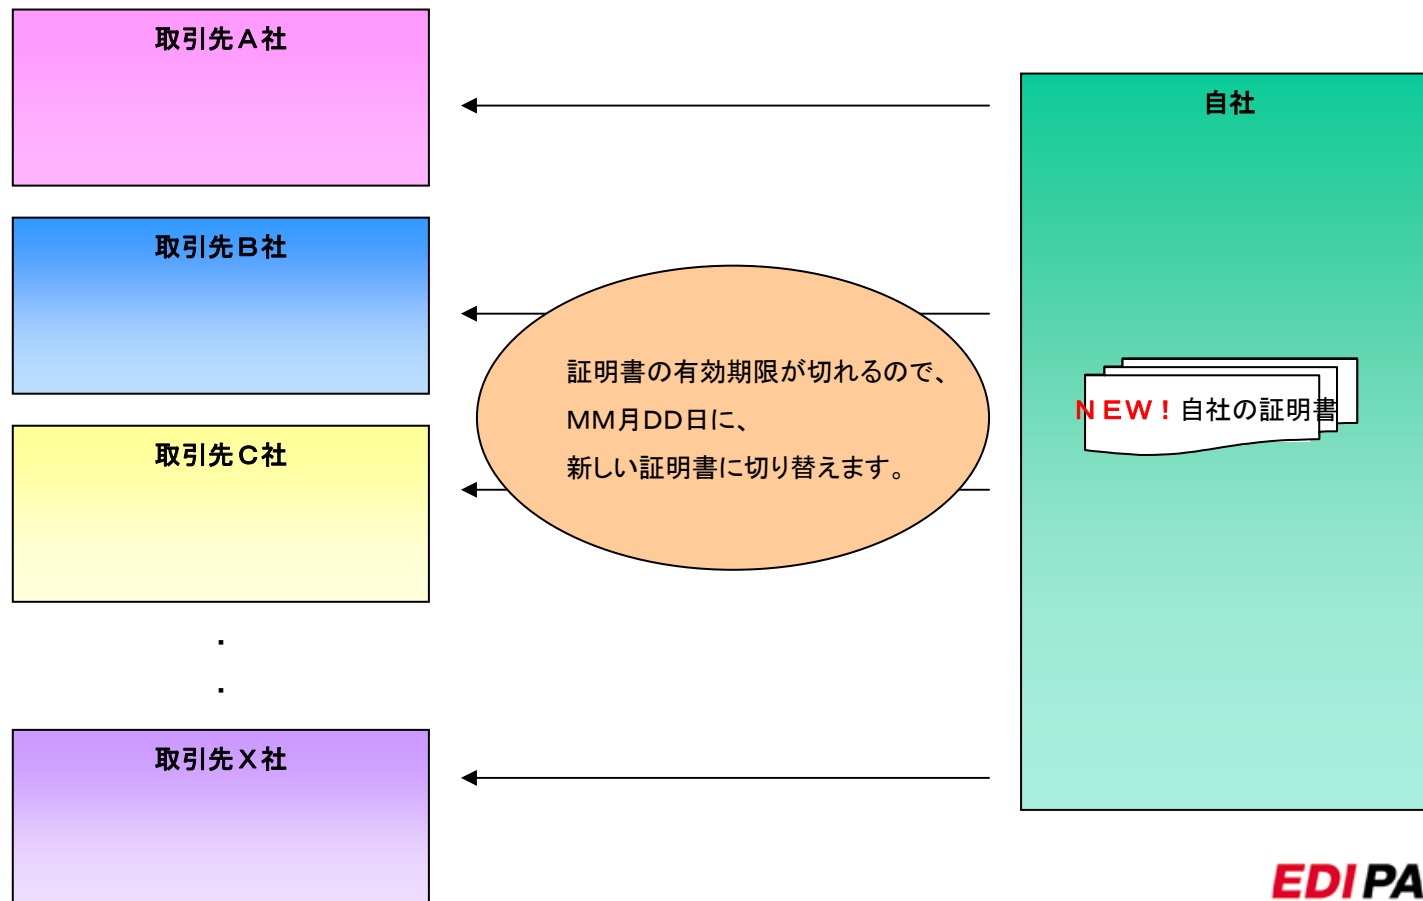 取引先A社
自社
取引先B社
証明書の有効期限が切れるので、
MM月DD日に、
新しい証明書に切り替えます。
NEW！自社の証明書
取引先C社
・
・
取引先X社
EDIPA